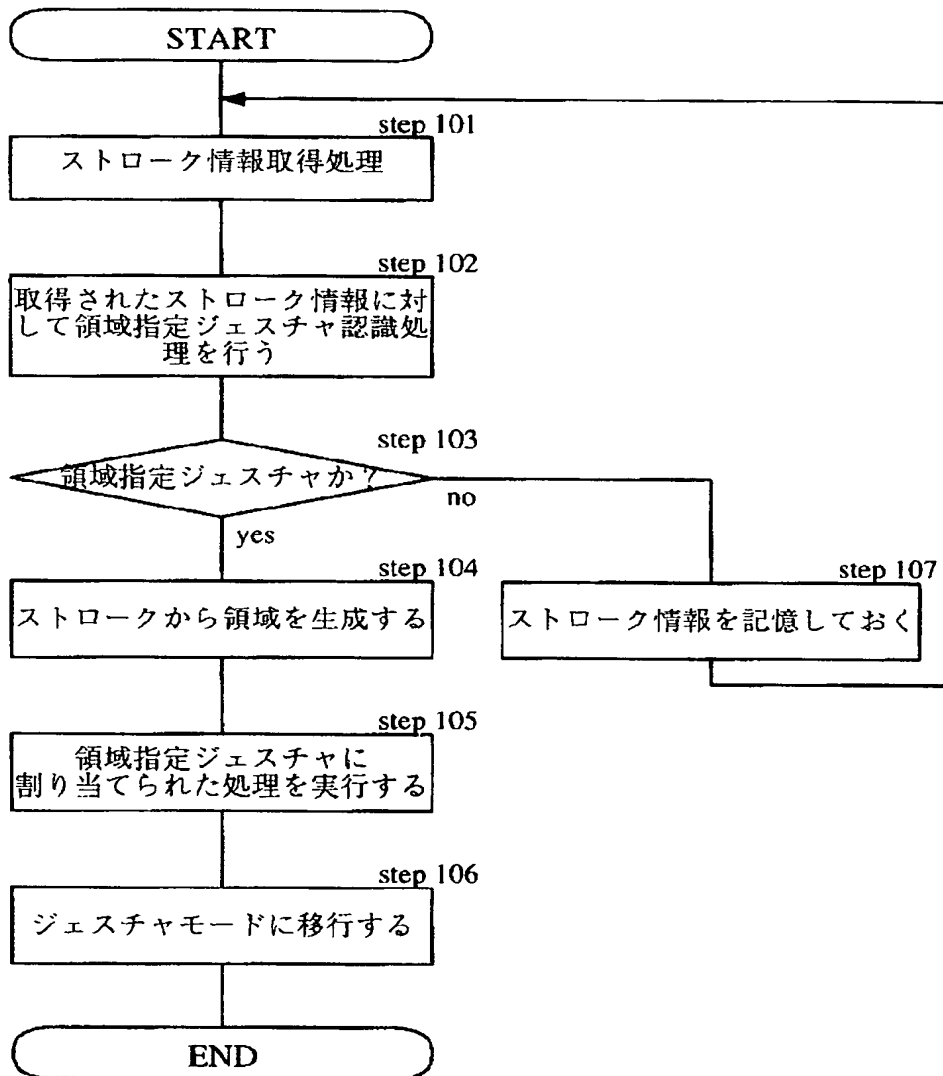 START
step 101
ストローク情報取得処理
step 102
取得されたストローク情報に対
して領域指定ジェスチャ認識処
理を行う
step 103
領域指定ジェスチャか？
no
yes
step 104
ストロークから領域を生成する
step 107
ストローク情報を記憶しておく
step 105
領域指定ジェスチャに
割り当てられた処理を実行する
step 106
ジェスチャモードに移行する
END